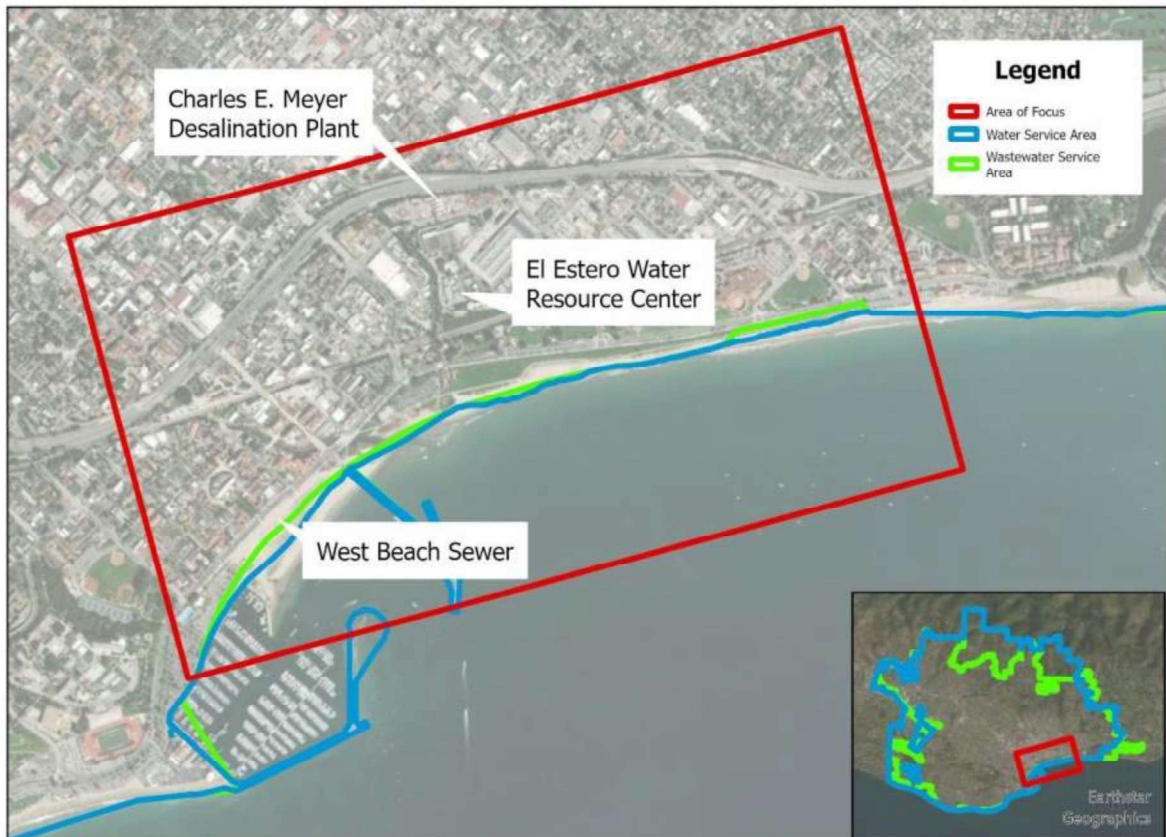 Charles E. Meyer
Desalination Plant
Legend
Area of Focus
Water Service Area
Wastewater Service
Area
El Estero Water
Resource Center
West Beach Sewer
Earthstar
Geographics